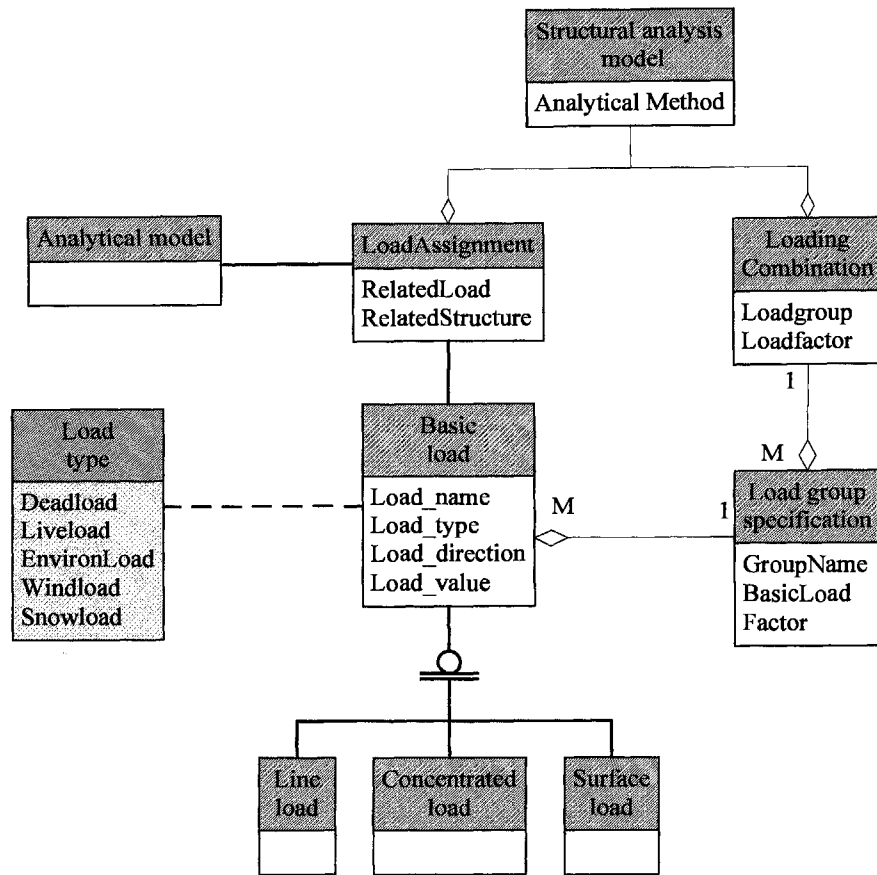 Structural analysis
model
Analytical Method
Analytical model
LoadAssignment
RelatedLoad
RelatedStructure
Loading
Combination
Loadgroup
Loadfactor
1
M
Load
type
Deadload
Liveload
EnvironLoad
Windload
Snowload
Basic
load
Load_name
Load_type
Load_direction
Load_value
M
1
Load group
specification
GroupName
BasicLoad
Factor
Line
load
Concentrated
load
Surface
load